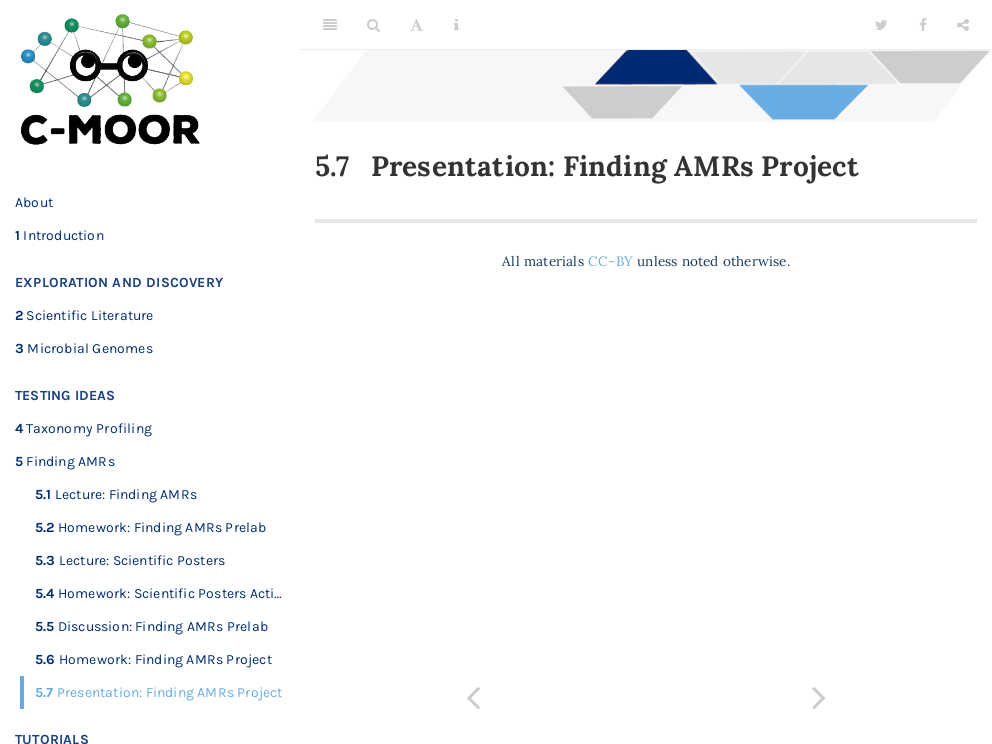 C-MOOR
About
1 Introduction
EXPLORATION AND DISCOVERY
2 Scientific Literature
3 Microbial Genomes
TESTING IDEAS
4 Taxonomy Profiling
5 Finding AMRs
5.1 Lecture: Finding AMRs
5.2 Homework: Finding AMRs Prelab
5.3 Lecture: Scientific Posters
5.4 Homework: Scientific Posters Acti…
5.5 Discussion: Finding AMRs Prelab
5.6 Homework: Finding AMRs Project
5.7 Presentation: Finding AMRs Project
TUTORIALS
A
5.7 Presentation: Finding AMRs Project
All materials CC-BY unless noted otherwise.